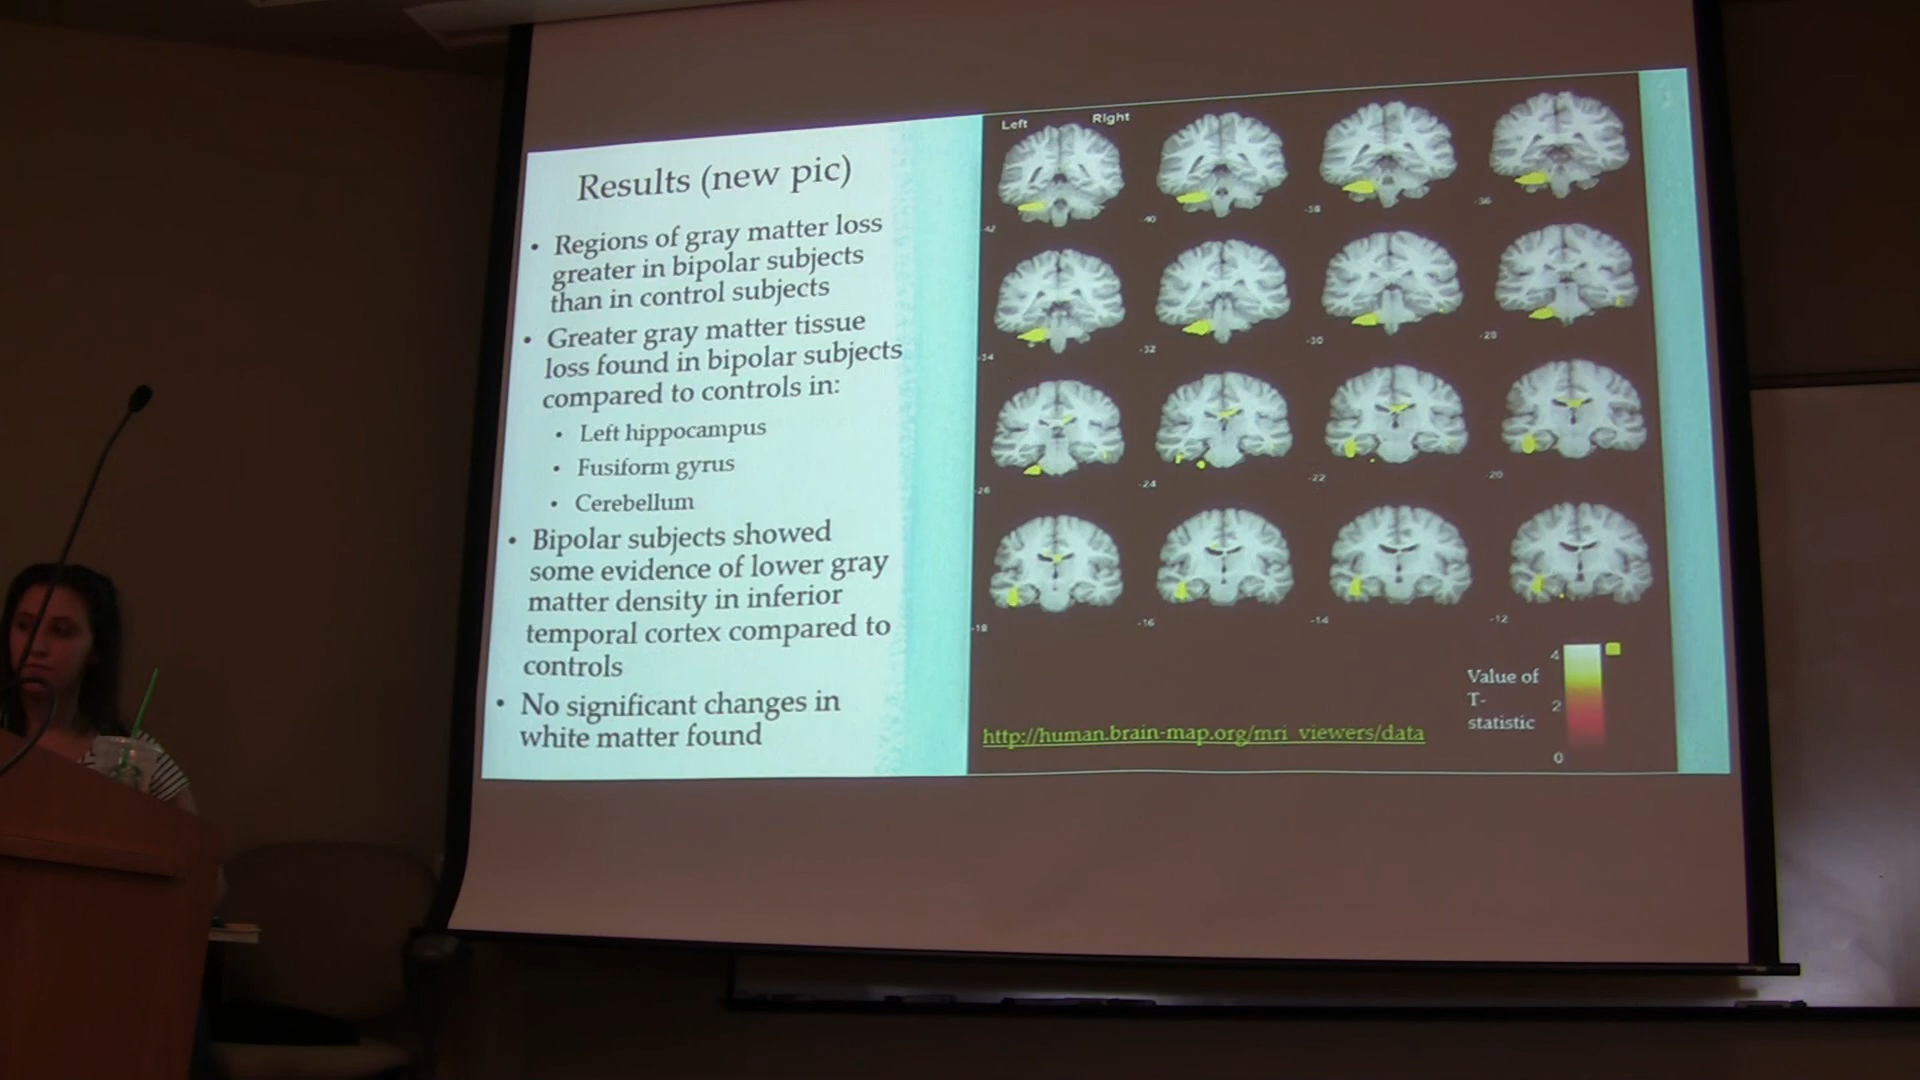 Results (new pic)
• Regions of gray matter loss
greater in bipolar subjects
than in control subjects
• Greater gray matter tissue
loss found in bipolar subjects
compared to controls in:
• Left hippocampus
• Fusiform gyrus
• Cerebellum
• Bipolar subjects showed
some evidence of lower gray
matter density in inferior
temporal cortex compared to
controls
• No significant changes in
white matter found
Left Right
-42 -40 -38 -36
-34 -32 -30 -28
-26 -24 -22 -20
-18 -16 -14 -12
http://human.brain-map.org/mri_viewers/data
Value of
T-
statistic
4
2
0